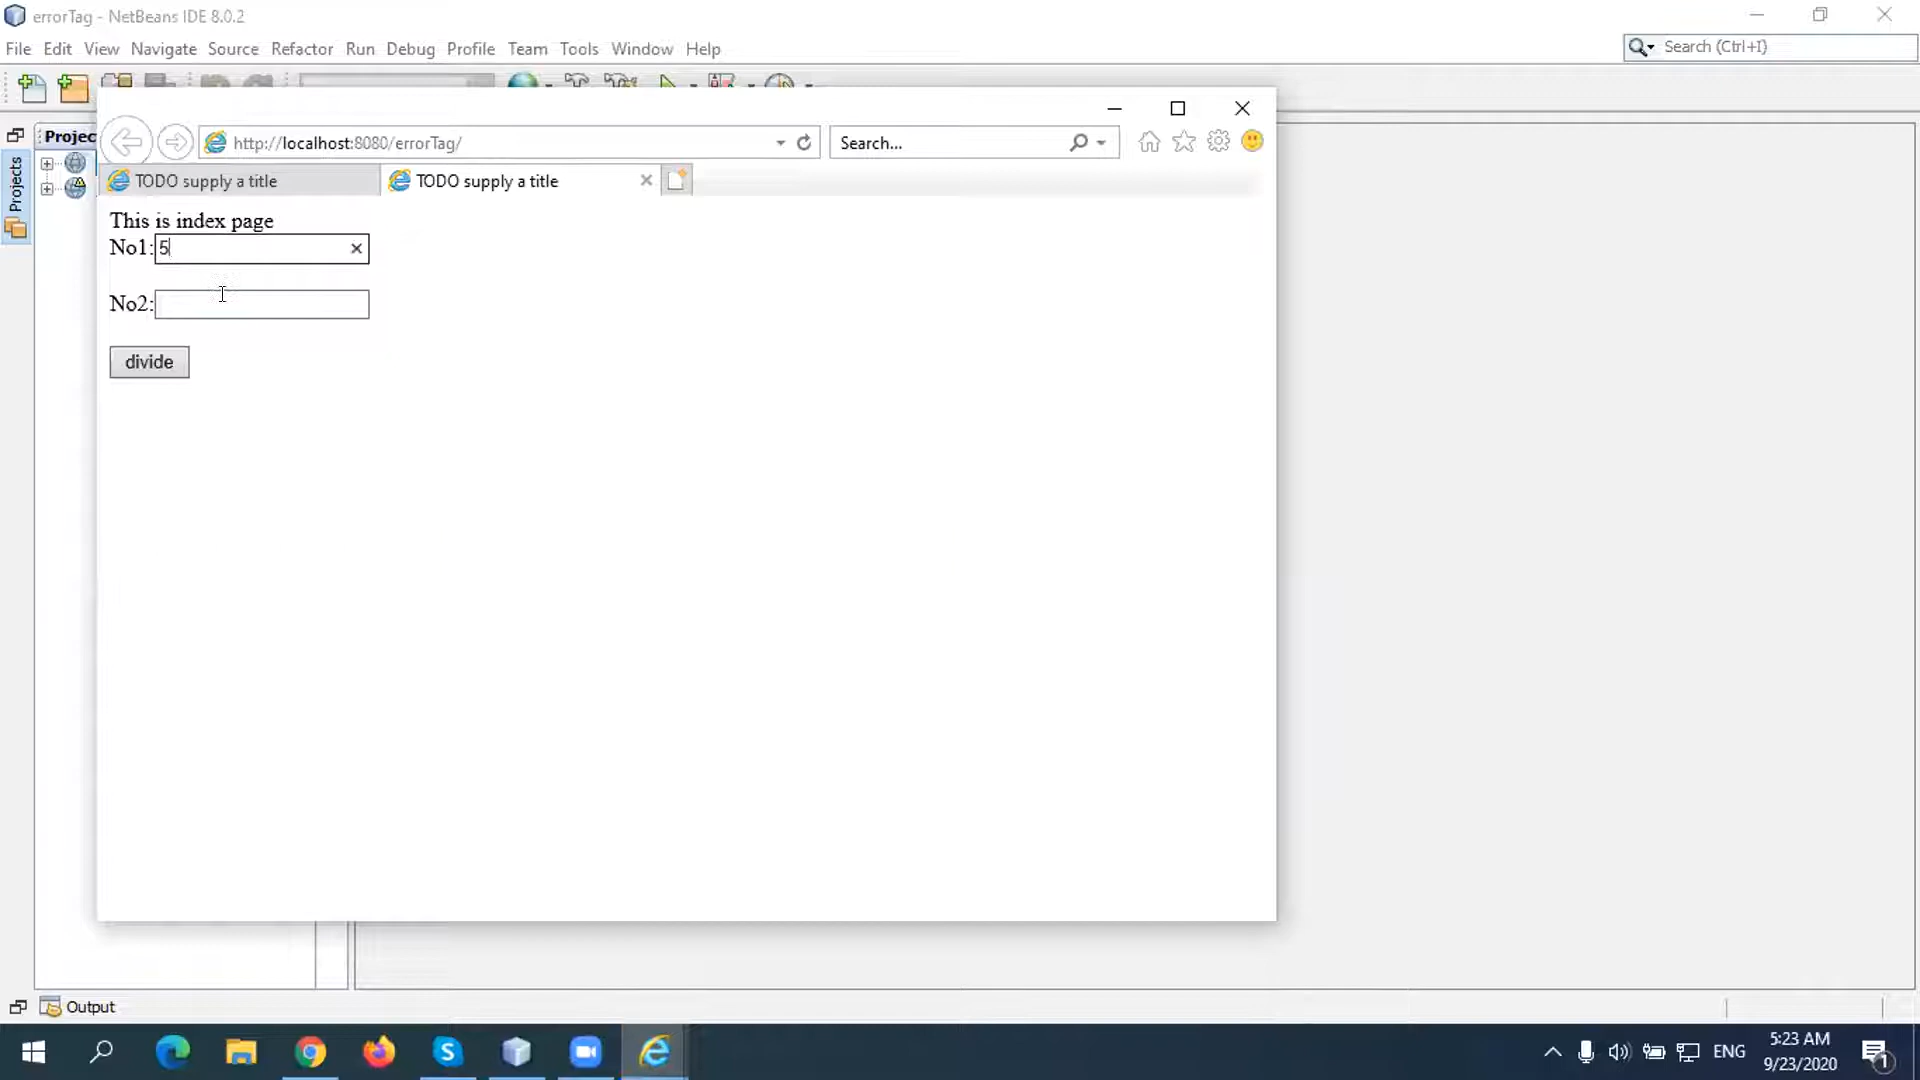 errorTag - NetBeans IDE 8.0.2
File Edit View Navigate Source Refactor Run Debug Profile Team Tools Window Help
Search (Ctrl+I)
Projects
http://localhost:8080/errorTag/
Search...
TODO supply a title
TODO supply a title
This is index page
No1:5
No2:
divide
Output
ENG
5:23 AM
9/23/2020
1